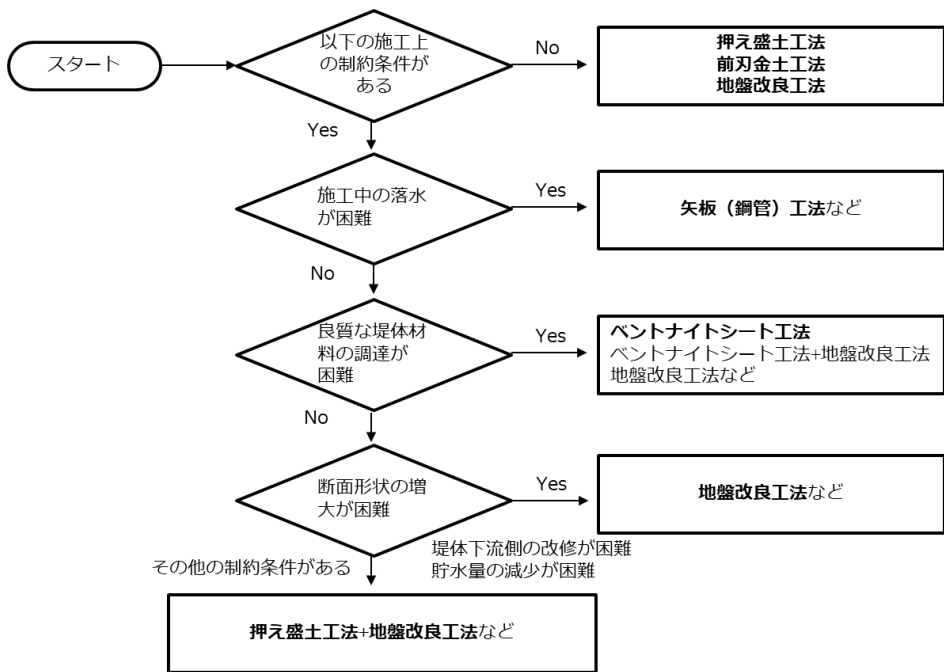 スタート
以下の施工上
の制約条件が
ある
No
押え盛土工法
前刃金土工法
地盤改良工法
Yes
施工中の落水
が困難
Yes
矢板（鋼管）工法など
No
良質な堤体材
料の調達が
困難
Yes
ベントナイトシート工法
ベントナイトシート工法+地盤改良工法
地盤改良工法など
No
断面形状の増
大が困難
Yes
地盤改良工法など
その他の制約条件がある
堤体下流側の改修が困難
貯水量の減少が困難
押え盛土工法+地盤改良工法など